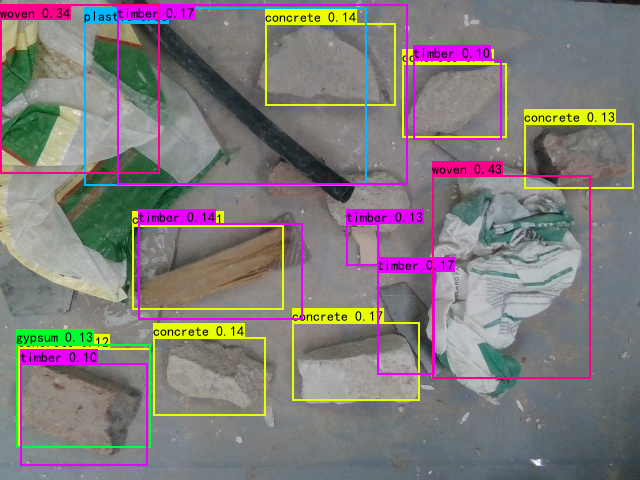 woven 0.34
timber 0.17
concrete 0.14
timber 0.10
concrete 0.13
woven 0.43
timber 0.14
timber 0.13
timber 0.17
concrete 0.17
gypsum 0.13
concrete 0.14
timber 0.10